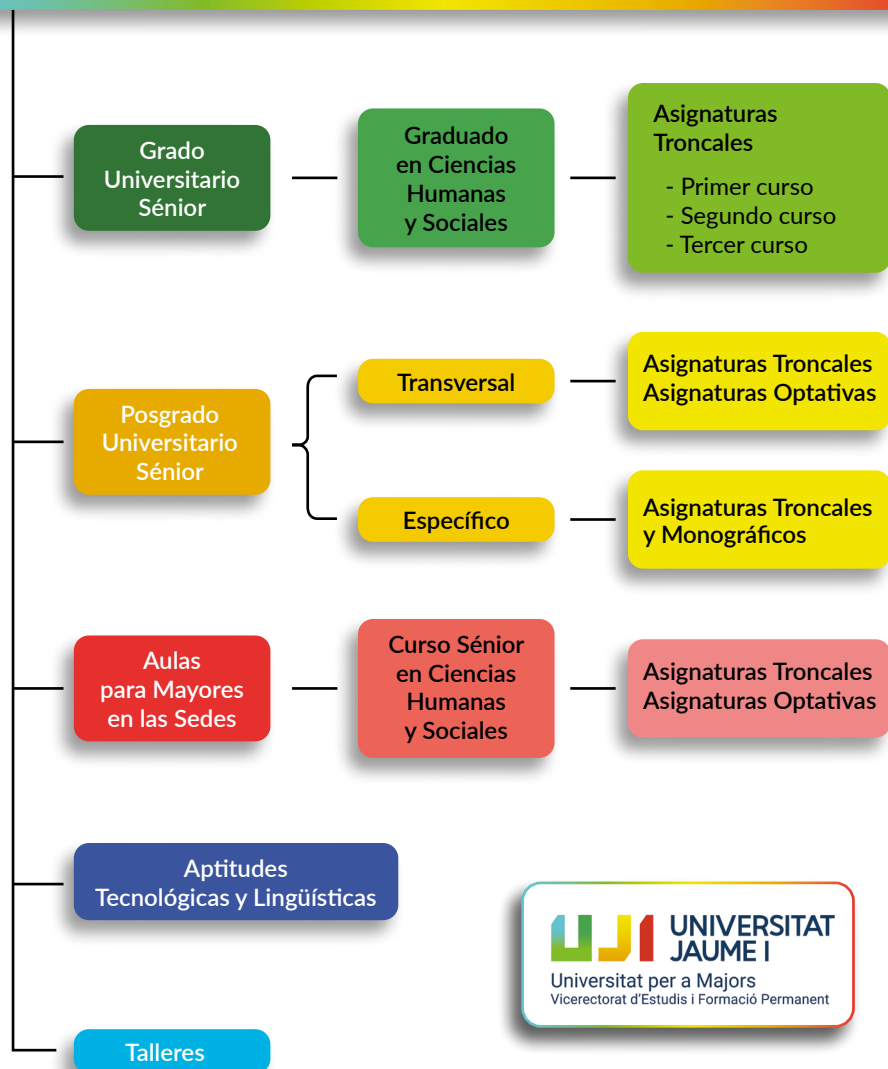 Grado
Universitario
Sénior
Graduado
en Ciencias
Humanas
y Sociales
Asignaturas
Troncales
- Primer curso
- Segundo curso
- Tercer curso
Posgrado
Universitario
Sénior
Transversal
Asignaturas Troncales
Asignaturas Optativas
Específico
Asignaturas Troncales
y Monográficos
Aulas
para Mayores
en las Sedes
Curso Sénior
en Ciencias
Humanas
y Sociales
Asignaturas Troncales
Asignaturas Optativas
Aptitudes
Tecnológicas y Lingüísticas
UJI UNIVERSITAT
JAUME I
Universitat per a Majors
Vicerectorat d'Estudis i Formació Permanent
Talleres